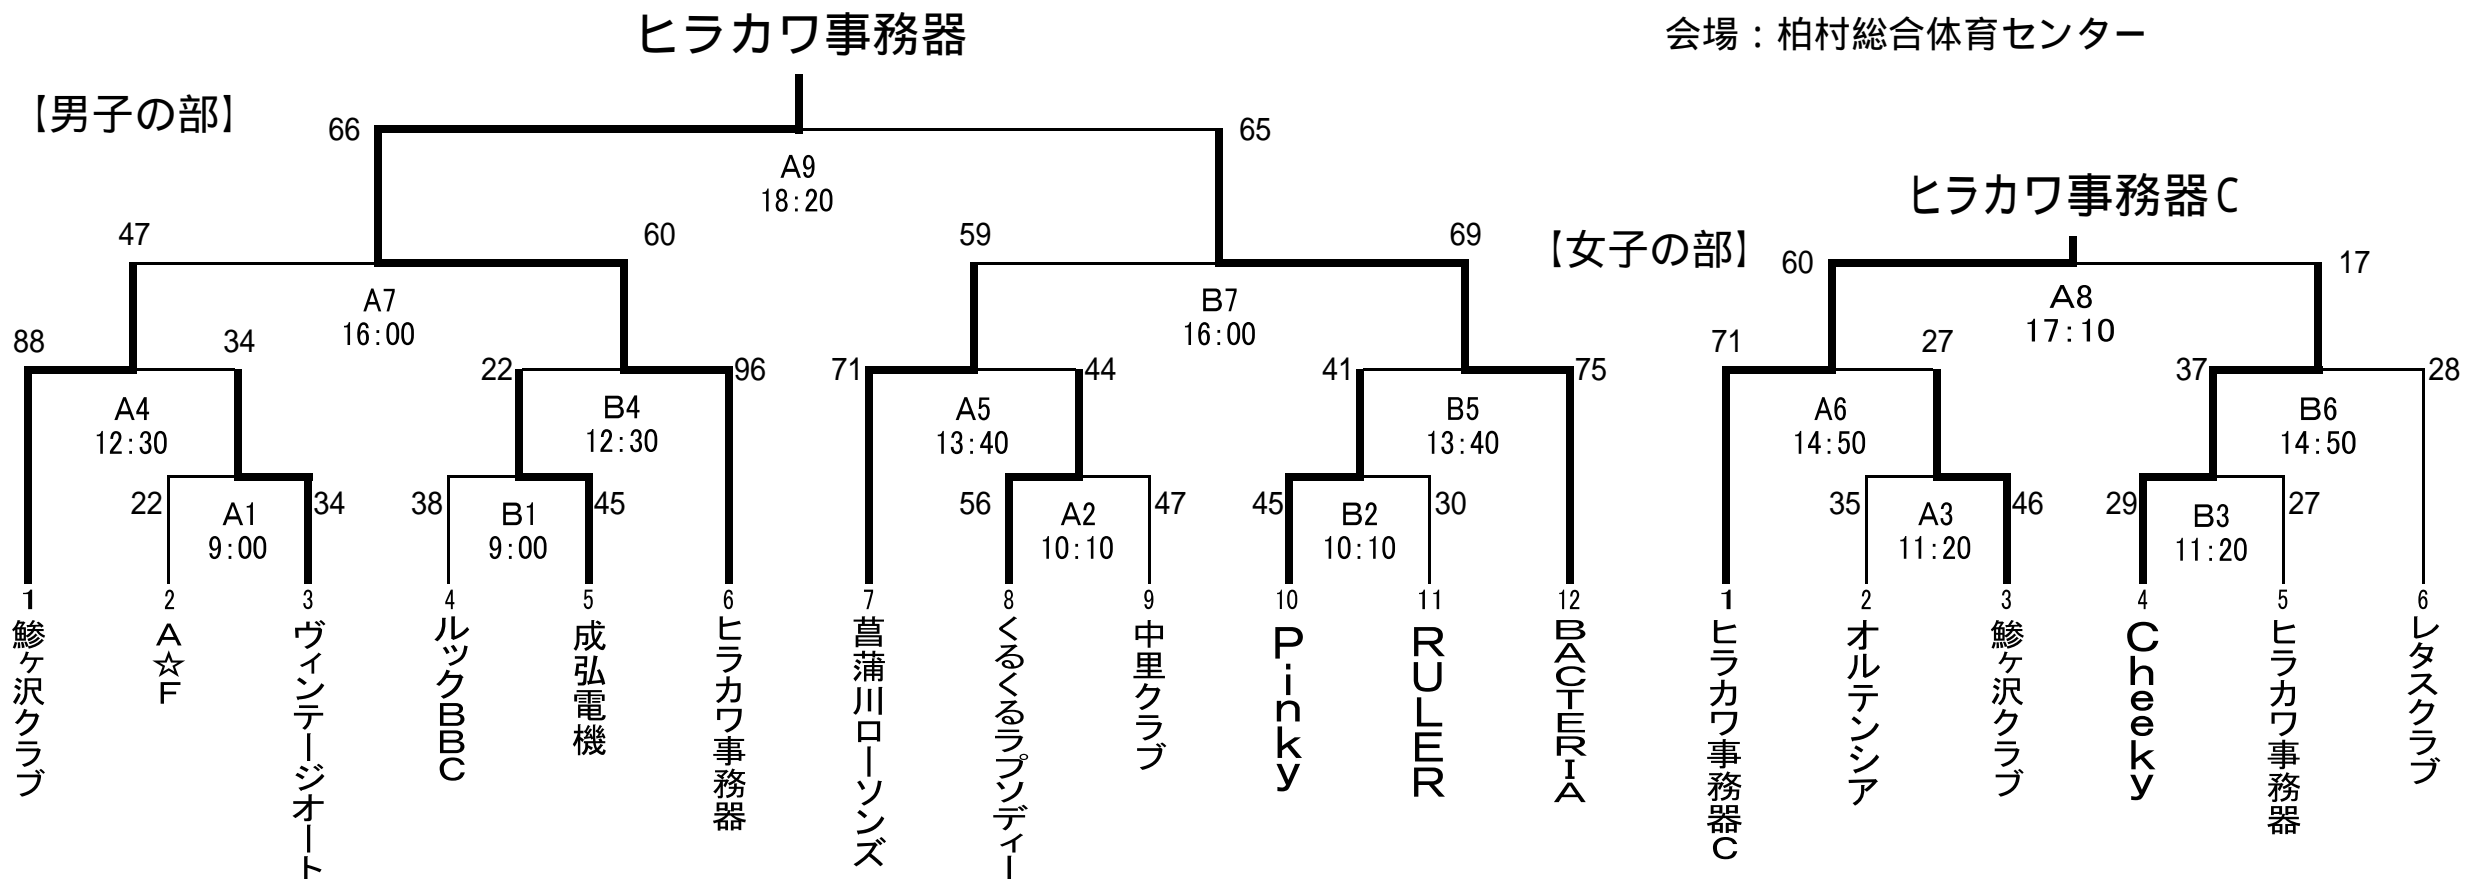 ヒラカワ事務器
会場：柏村総合体育センター
【男子の部】
66
65
A9
18:20
ヒラカワ事務器C
【女子の部】
47
60
59
69
60
17
A7
16:00
B7
16:00
A8
17:10
88
34
22
96
71
44
41
75
71
27
37
28
A4
12:30
B4
12:30
A5
13:40
B5
13:40
A6
14:50
B6
14:50
22
34
38
45
56
47
45
30
35
46
29
27
A1
9:00
B1
9:00
A2
10:10
B2
10:10
A3
11:20
B3
11:20
1
鯵ヶ沢クラブ
2
A☆F
3
ヴィンテージオート
4
ルックBBC
5
成弘電機
6
ヒラカワ事務器
7
菖蒲川ローソンズ
8
くるくるラプソディー
9
中里クラブ
10
Pinky
11
RULER
12
BACTERIA
1
ヒラカワ事務器C
2
オルテンシア
3
鯵ヶ沢クラブ
4
Cheeky
5
ヒラカワ事務器
6
レタスクラブ